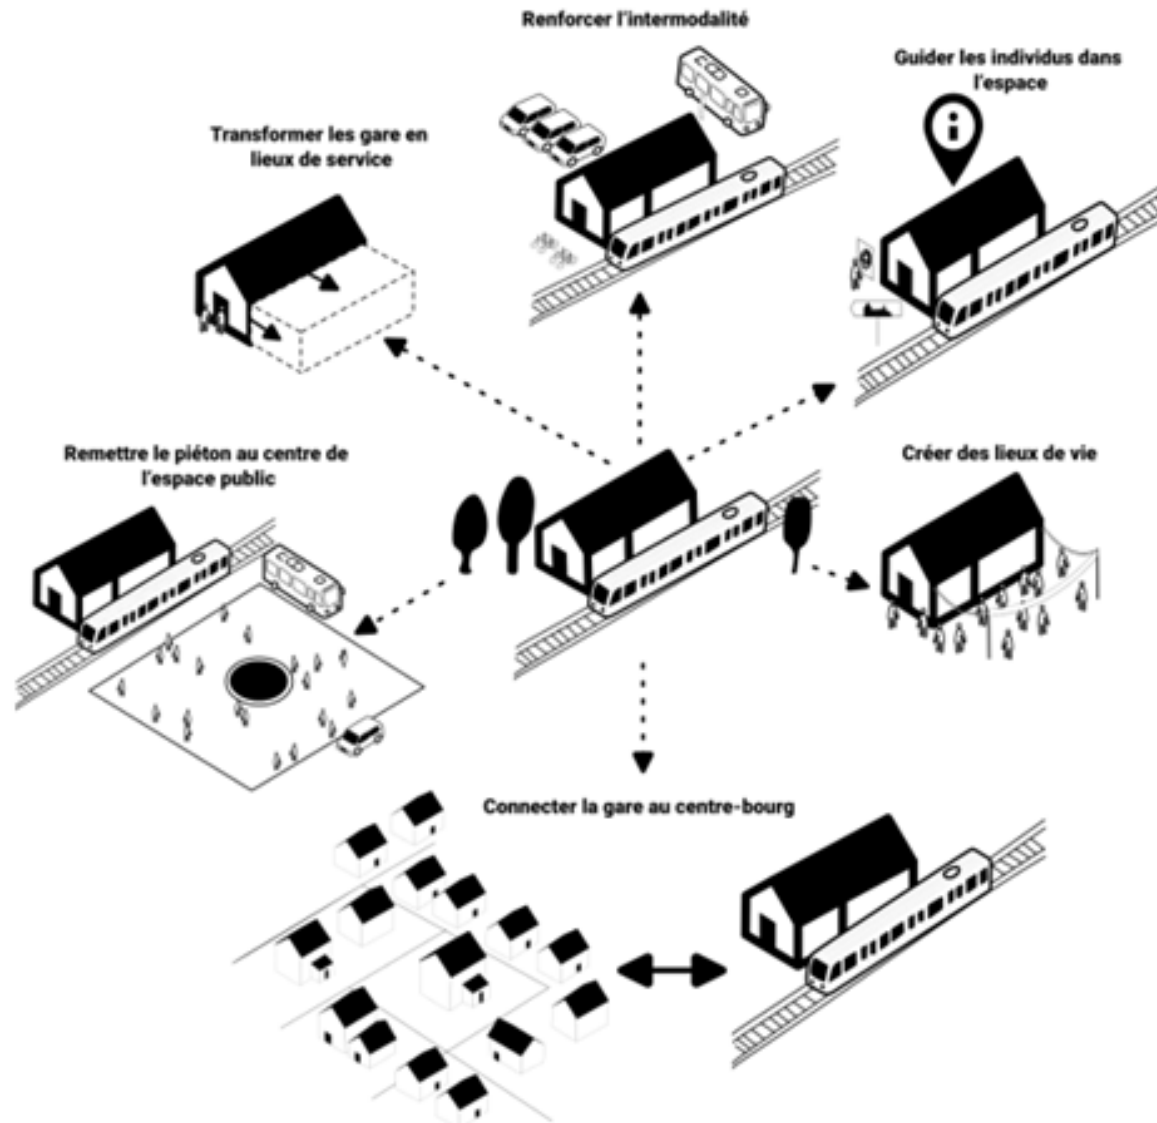 Renforcer l'intermodalité
Guider les individus dans
l'espace
Transformer les gare en
lieux de service
Remettre le piéton au centre de
l'espace public
Créer des lieux de vie
Connecter la gare au centre-bourg